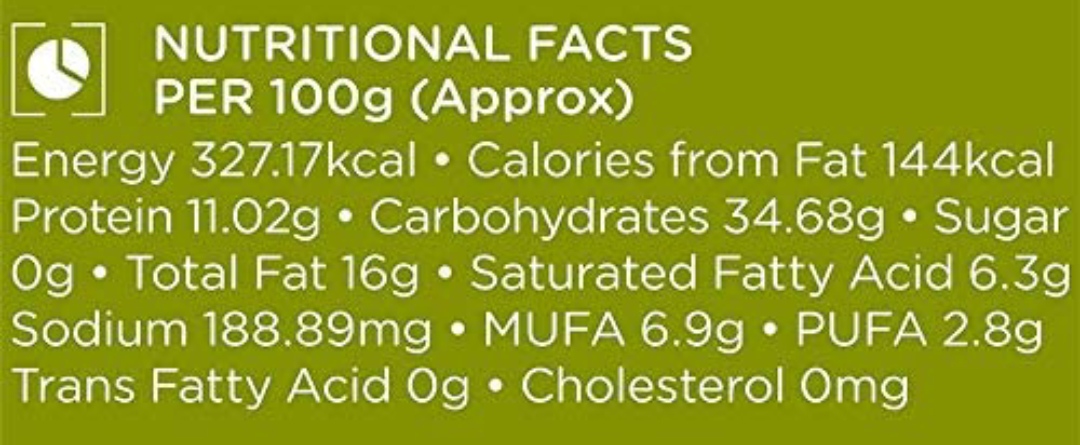 NUTRITIONAL FACTS
PER 100g (Approx)
Energy 327.17kcal • Calories from Fat 144kcal
Protein 11.02g • Carbohydrates 34.68g • Sugar
0g • Total Fat 16g • Saturated Fatty Acid 6.3g
Sodium 188.89mg • MUFA 6.9g • PUFA 2.8g
Trans Fatty Acid 0g • Cholesterol 0mg